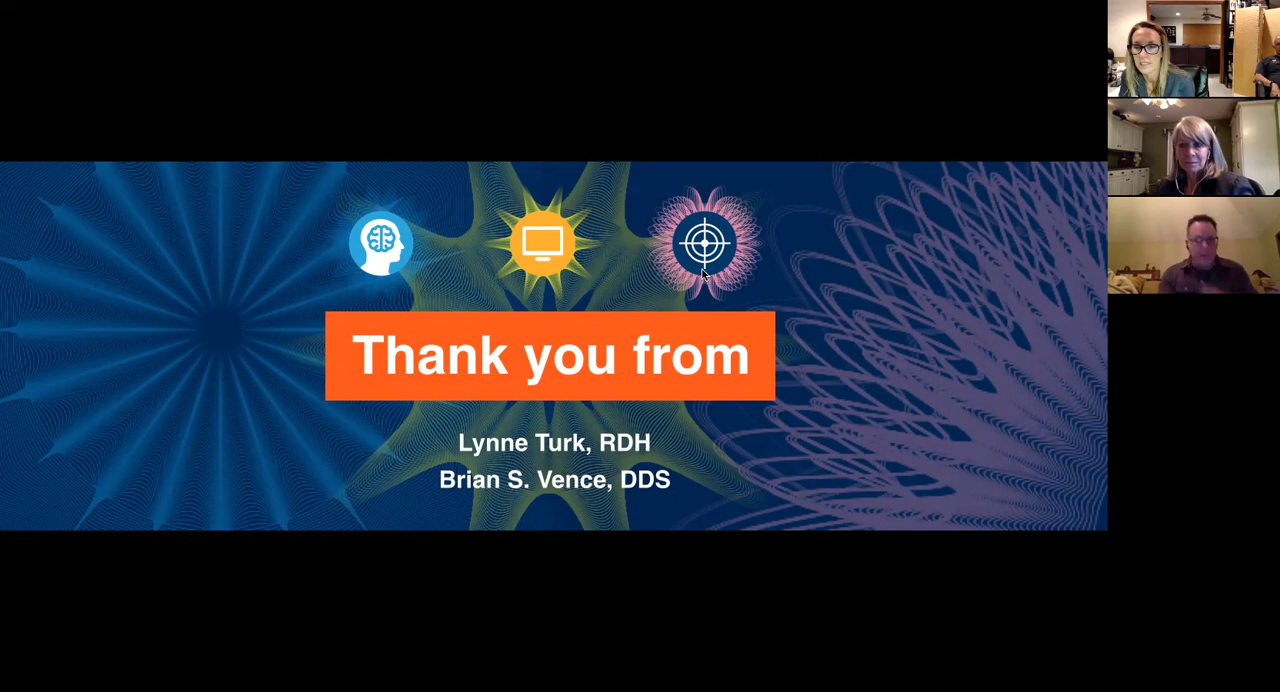 Thank you from
Lynne Turk, RDH
Brian S. Vence, DDS